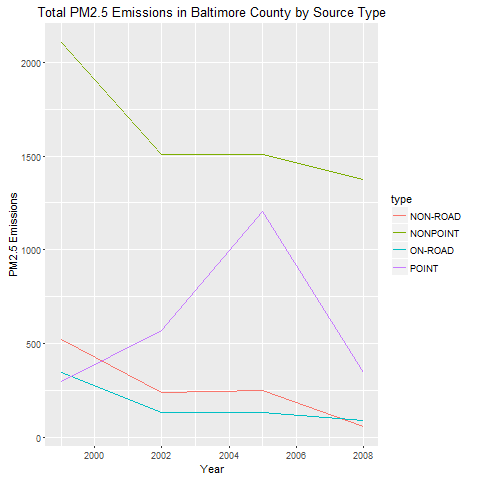 Total PM2.5 Emissions in Baltimore County by Source Type
2000
1500
1000
500
0
PM2.5 Emissions
2000
2002
2004
2006
2008
Year
type
NON-ROAD
NONPOINT
ON-ROAD
POINT